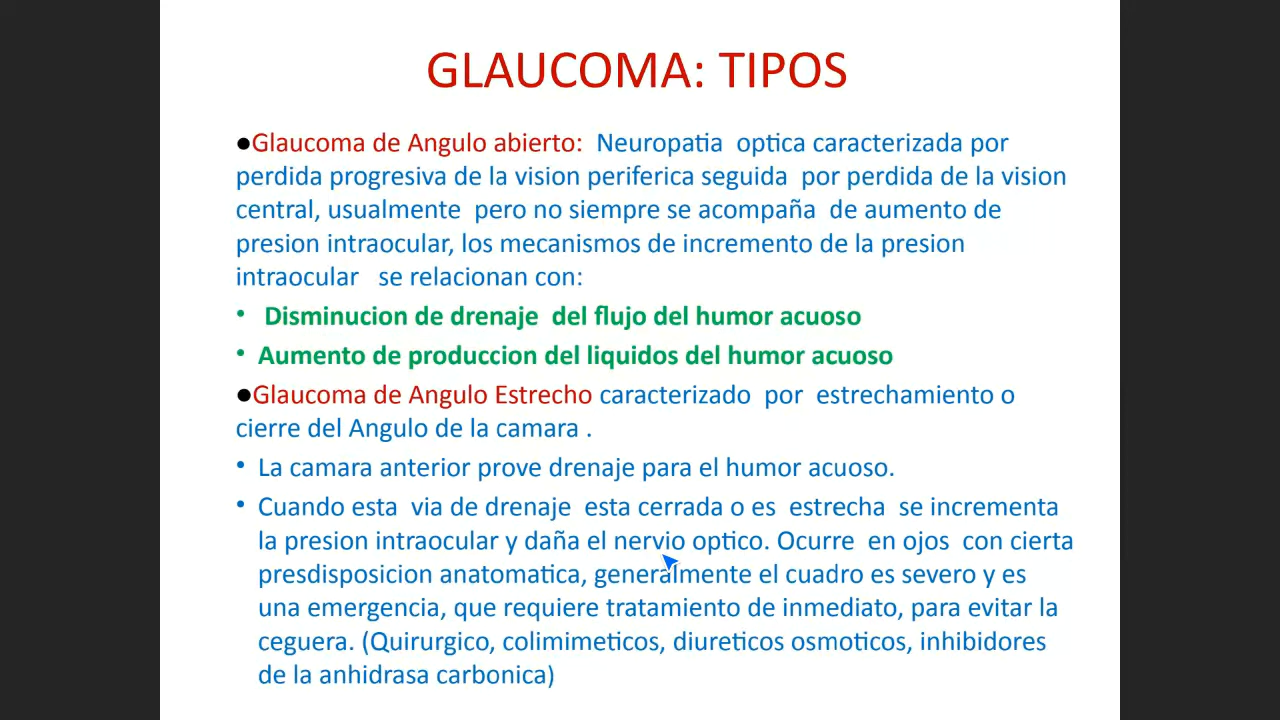 GLAUCOMA: TIPOS
●Glaucoma de Angulo abierto: Neuropatia optica caracterizada por
perdida progresiva de la vision periferica seguida por perdida de la vision
central, usualmente pero no siempre se acompaña de aumento de
presion intraocular, los mecanismos de incremento de la presion
intraocular se relacionan con:
• Disminucion de drenaje del flujo del humor acuoso
• Aumento de produccion del liquidos del humor acuoso
●Glaucoma de Angulo Estrecho caracterizado por estrechamiento o
cierre del Angulo de la camara .
• La camara anterior prove drenaje para el humor acuoso.
• Cuando esta via de drenaje esta cerrada o es estrecha se incrementa
la presion intraocular y daña el nervio optico. Ocurre en ojos con cierta
presdisposicion anatomatica, generalmente el cuadro es severo y es
una emergencia, que requiere tratamiento de inmediato, para evitar la
ceguera. (Quirurgico, colimimeticos, diureticos osmoticos, inhibidores
de la anhidrasa carbonica)